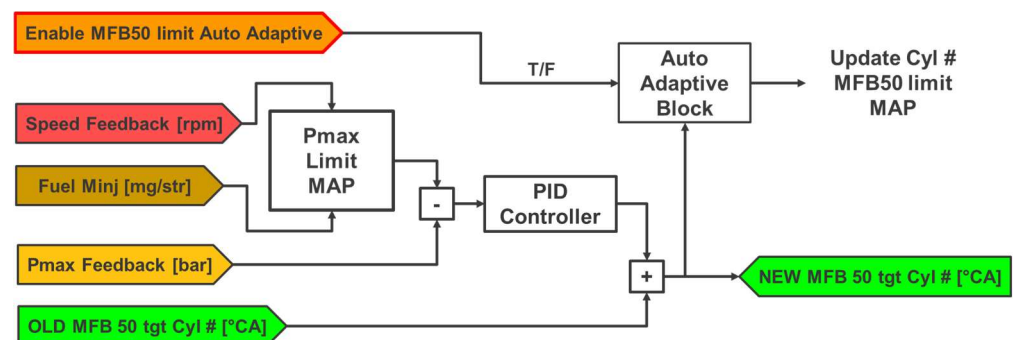 Enable MFB50 limit Auto Adaptive
T/F
Auto
Adaptive
Block
Update Cyl #
MFB50 limit
MAP
Speed Feedback [rpm]
Pmax
Limit
MAP
Fuel Minj [mg/str]
-
PID
Controller
Pmax Feedback [bar]
+
NEW MFB 50 tgt Cyl # [°CA]
OLD MFB 50 tgt Cyl # [°CA]